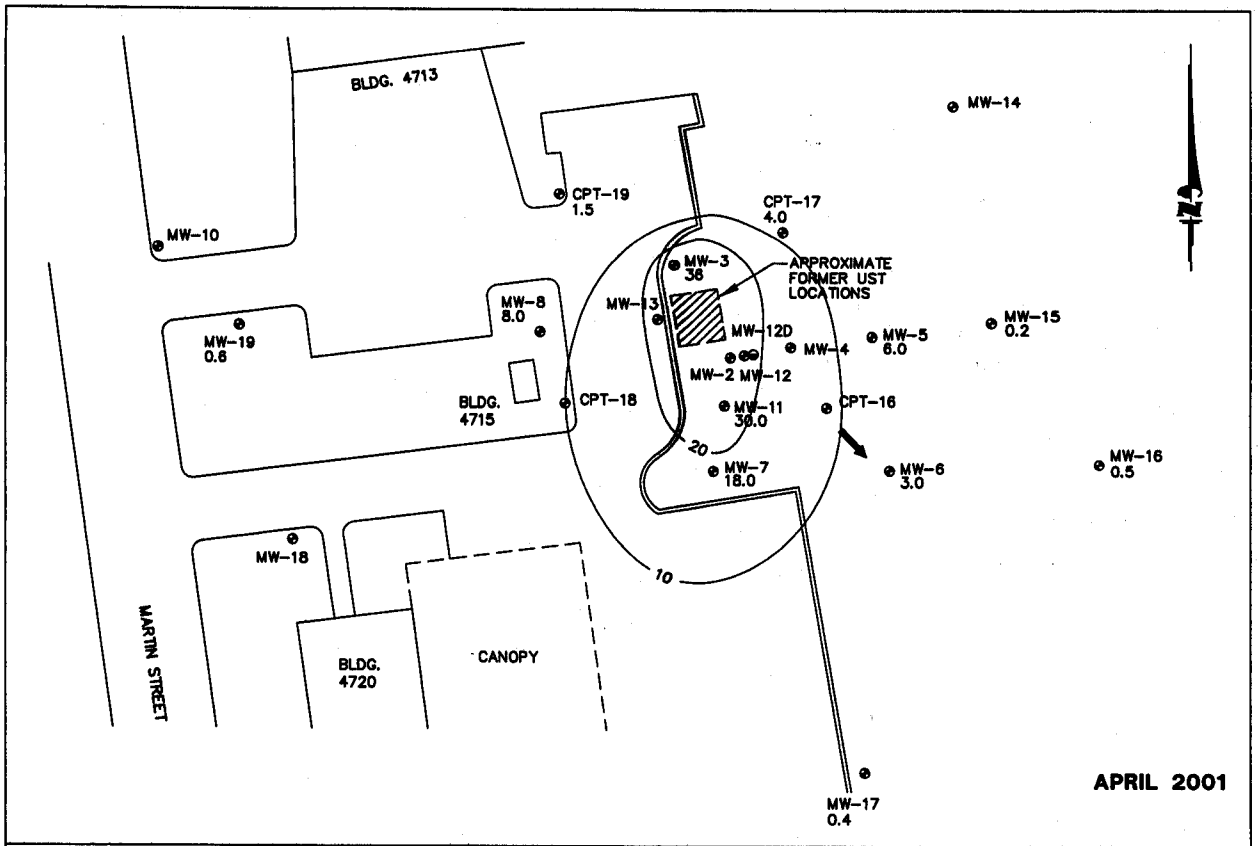 BLDG. 4713
MW-14
CPT-19
1.5
CPT-17
4.0
MW-10
MW-3
36
APPROXIMATE
FORMER UST
LOCATIONS
MW-13
MW-8
8.0
MW-19
0.6
MW-12D
MW-4
MW-5
6.0
MW-15
0.2
MW-2
MW-12
BLDG.
4715
CPT-18
MW-11
30.0
CPT-16
20
MW-7
18.0
MW-6
3.0
MW-16
0.5
MW-18
10
MARTIN STREET
BLDG.
4720
CANOPY
MW-17
0.4
APRIL 2001